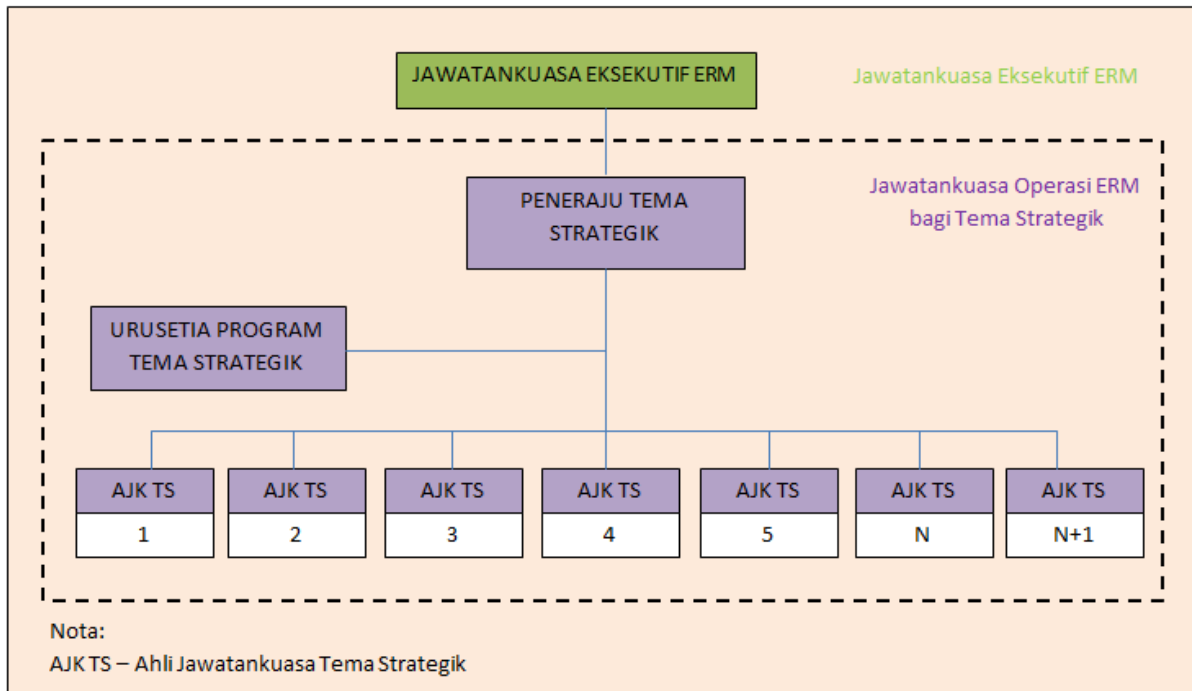 JAWATANKUASA EKSEKUTIF ERM
Jawatankuasa Eksekutif ERM
PENERAJU TEMA
STRATEGIK
Jawatankuasa Operasi ERM
bagi Tema Strategik
URUSETIA PROGRAM
TEMA STRATEGIK
AJK TS
1
AJK TS
2
AJK TS
3
AJK TS
4
AJK TS
5
AJK TS
N
AJK TS
N+1
Nota:
AJK TS – Ahli Jawatankuasa Tema Strategik